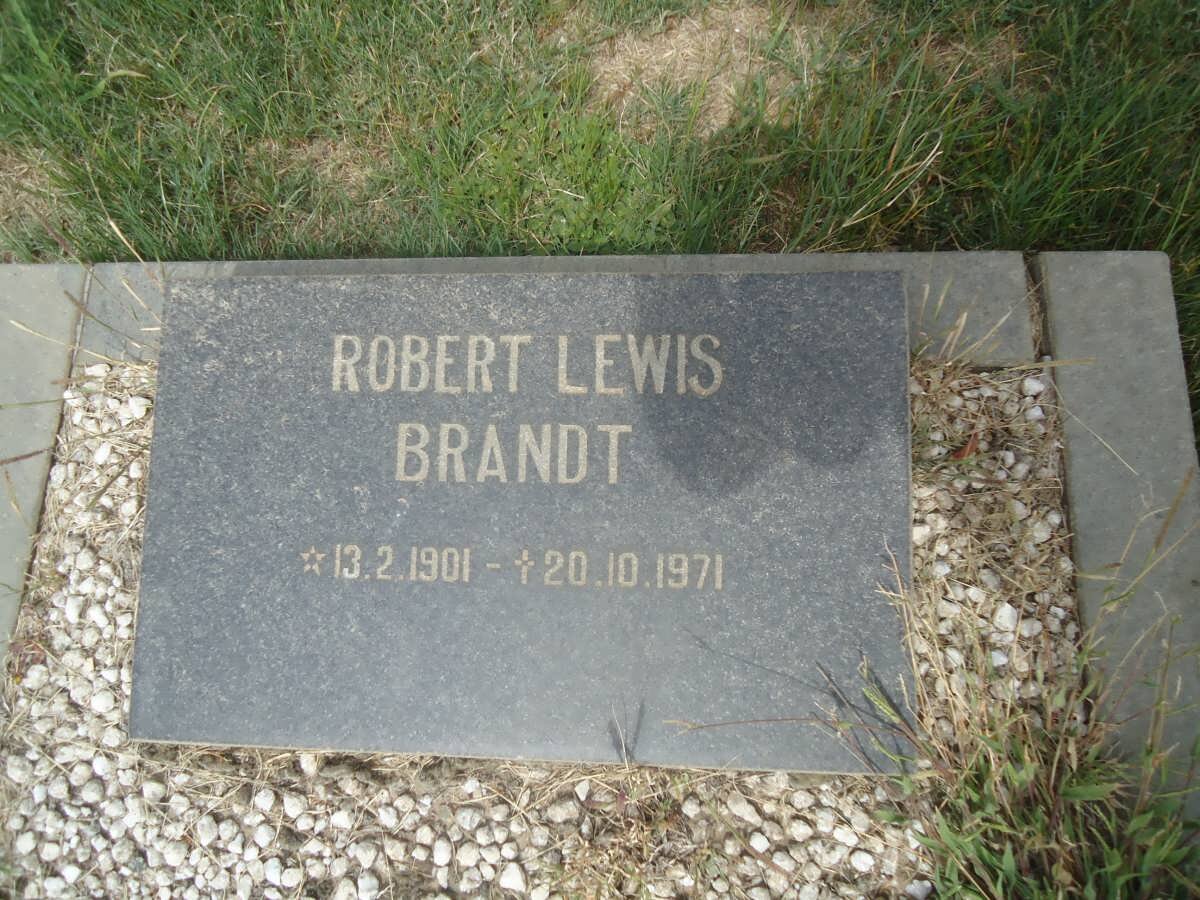 ROBERT LEWIS
BRANDT
☆13.2.1901 - †20.10.1971